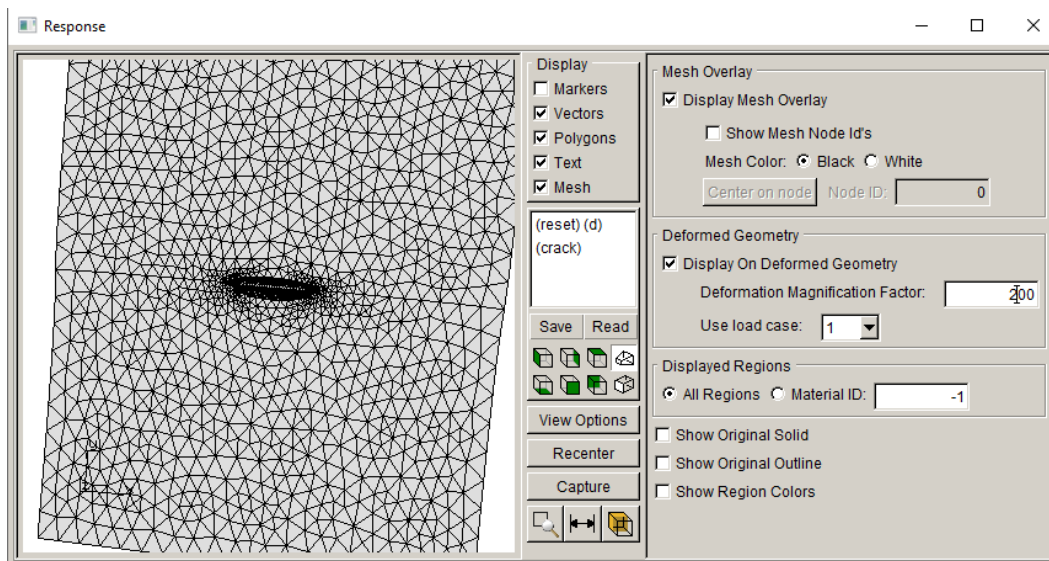 Response
Display
Markers
Vectors
Polygons
Text
Mesh
(reset) (d)
(crack)
Save Read
View Options
Recenter
Capture
Mesh Overlay
Display Mesh Overlay
Show Mesh Node Id's
Mesh Color: Black White
Center on node Node ID: 0
Deformed Geometry
Display On Deformed Geometry
Deformation Magnification Factor: 200
Use load case: 1
Displayed Regions
All Regions Material ID: -1
Show Original Solid
Show Original Outline
Show Region Colors